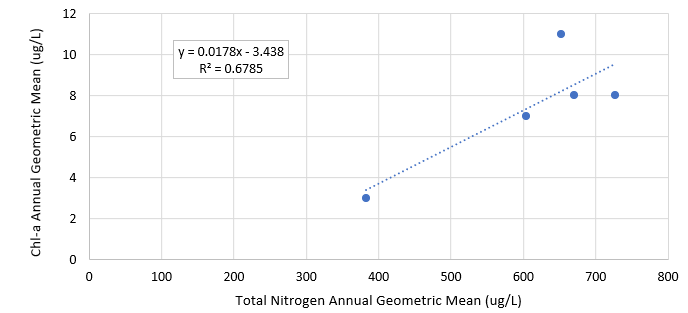 12
10
8
6
4
2
0
Chl-a Annual Geometric Mean (ug/L)
y = 0.0178x - 3.438
R² = 0.6785
0 100 200 300 400 500 600 700 800
Total Nitrogen Annual Geometric Mean (ug/L)